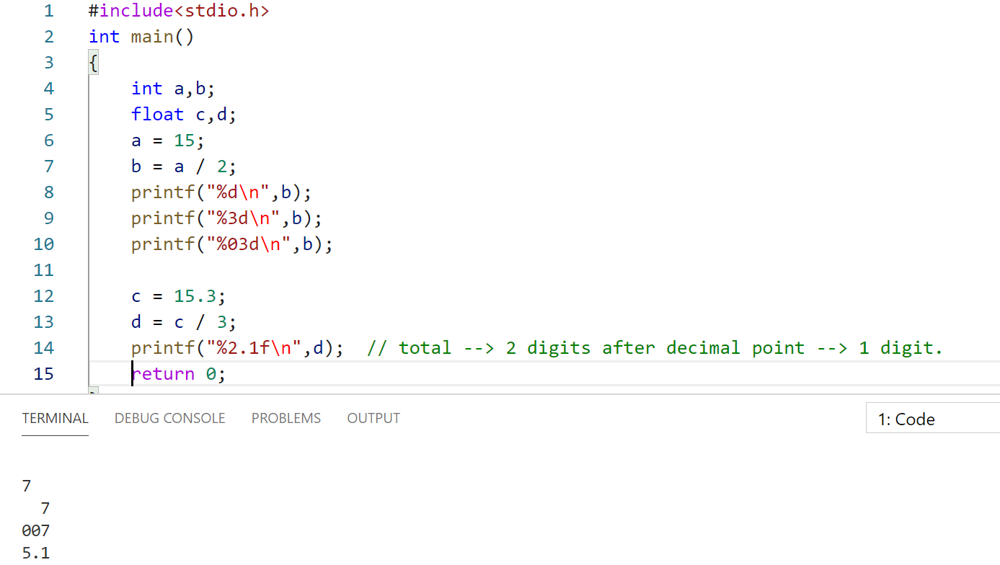 1 #include<stdio.h>
2 int main()
3 {
4 int a,b;
5 float c,d;
6 a = 15;
7 b = a / 2;
8 printf("%d\n",b);
9 printf("%3d\n",b);
10 printf("%03d\n",b);
11
12 c = 15.3;
13 d = c / 3;
14 printf("%2.1f\n",d); // total --> 2 digits after decimal point --> 1 digit.
15 return 0;
TERMINAL DEBUG CONSOLE PROBLEMS OUTPUT 1: Code
7
  7
007
5.1